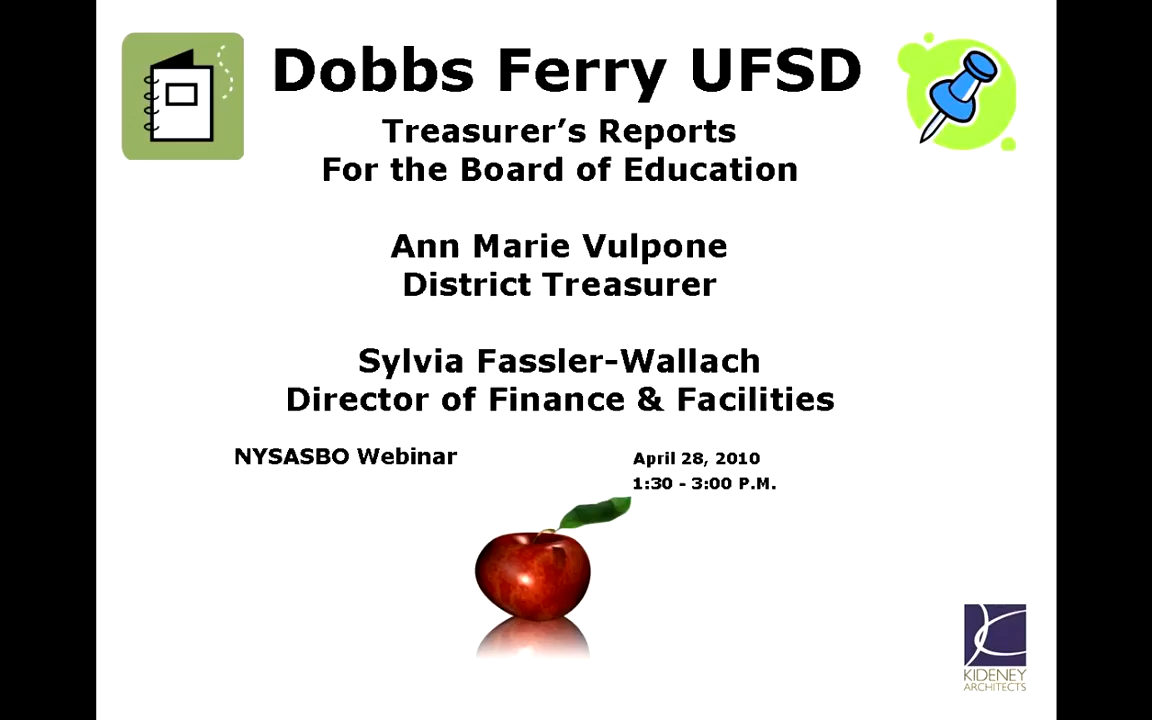 Dobbs Ferry UFSD
Treasurer's Reports
For the Board of Education
Ann Marie Vulpone
District Treasurer
Sylvia Fassler-Wallach
Director of Finance & Facilities
NYSASBO Webinar
April 28, 2010
1:30 - 3:00 P.M.
KIDENEY
ARCHITECTS